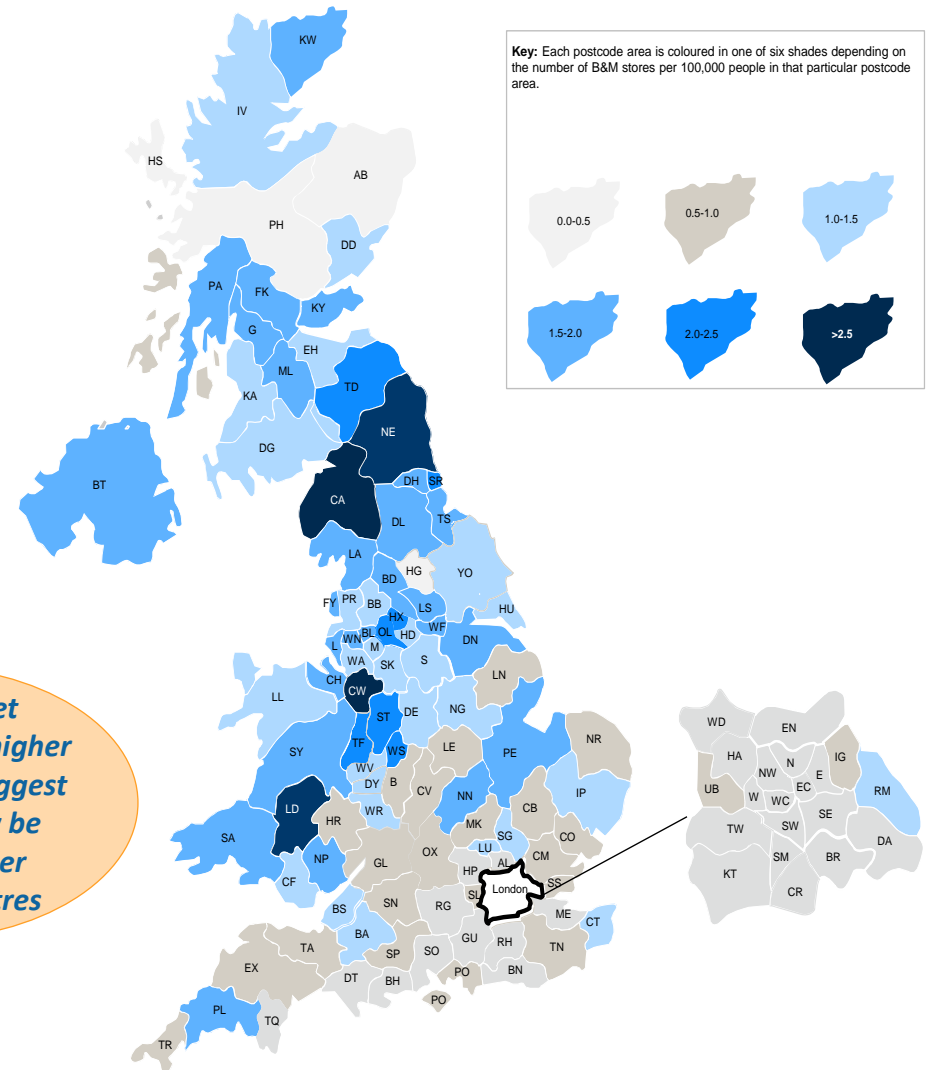 Key: Each postcode area is coloured in one of six shades depending on
the number of B&M stores per 100,000 people in that particular postcode
area.
0.0-0.5
0.5-1.0
1.0-1.5
1.5-2.0
2.0-2.5
>2.5
KW
IV
HS
AB
PH
DD
PA
FK
KY
G
EH
ML
TD
KA
NE
DG
BT
DH
SR
CA
DL
TS
LA
HG
YO
BD
FY
PR
BB
LS
HU
HX
WF
BL
OL
HD
DN
L
WN
M
WA
SK
S
LN
CH
CW
LL
ST
DE
NG
SY
TF
WS
LE
PE
NR
WV
DY
B
CV
NN
IP
LD
HR
WR
MK
CB
SG
CO
SA
NP
GL
OX
LU
CM
HP
AL
CF
London
SS
SL
BS
SN
RG
ME
CT
BA
GU
RH
TN
TA
SP
SO
EX
DT
BH
PO
BN
PO
PL
TQ
TR
WD
EN
HA
N
IG
NW
E
UB
W
WC
EC
RM
TW
SW
SE
DA
KT
SM
BR
CR
et
higher
ggest
be
er
tres